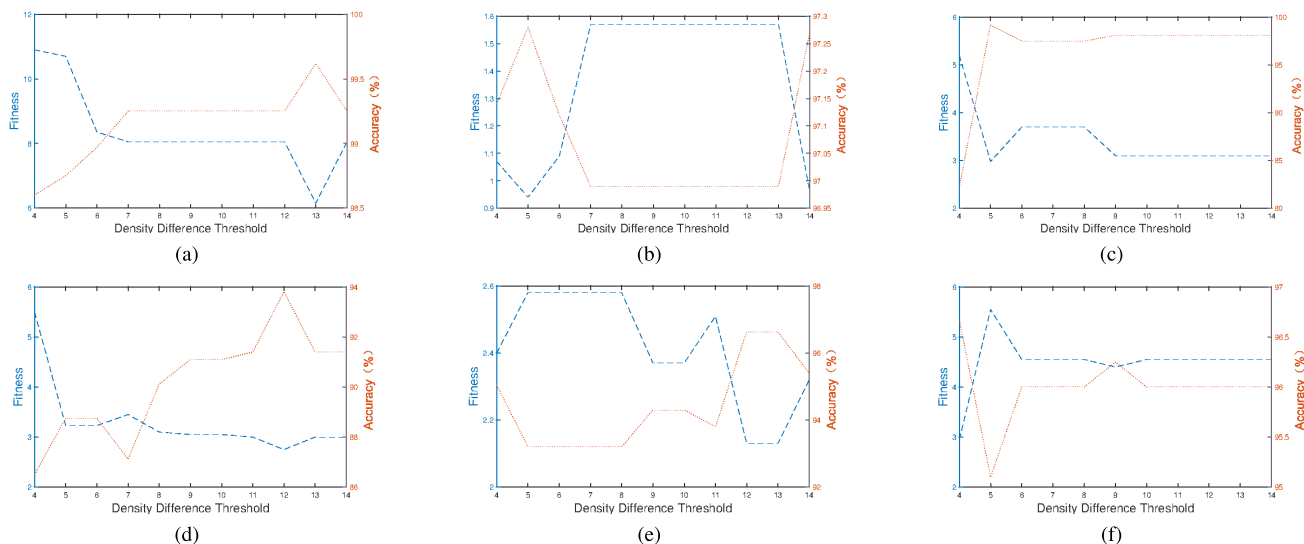 12
10
8
6
Fitness
100
99.5
99
98.5
Accuracy (%)
4 5 6 7 8 9 10 11 12 13 14
Density Difference Threshold
(a)
1.6
1.5
1.4
1.3
1.2
1.1
1
0.9
Fitness
97.3
97.25
97.2
97.15
97.1
97.05
97
96.95
Accuracy (%)
4 5 6 7 8 9 10 11 12 13 14
Density Difference Threshold
(b)
6
5
4
3
2
Fitness
100
95
90
85
80
Accuracy (%)
4 5 6 7 8 9 10 11 12 13 14
Density Difference Threshold
(c)
6
5
4
3
2
Fitness
94
92
90
88
86
Accuracy (%)
4 5 6 7 8 9 10 11 12 13 14
Density Difference Threshold
(d)
2.6
2.4
2.2
2
Fitness
98
96
94
92
Accuracy (%)
4 5 6 7 8 9 10 11 12 13 14
Density Difference Threshold
(e)
6
5
4
3
2
Fitness
97
96.5
96
95.5
95
Accuracy (%)
4 5 6 7 8 9 10 11 12 13 14
Density Difference Threshold
(f)